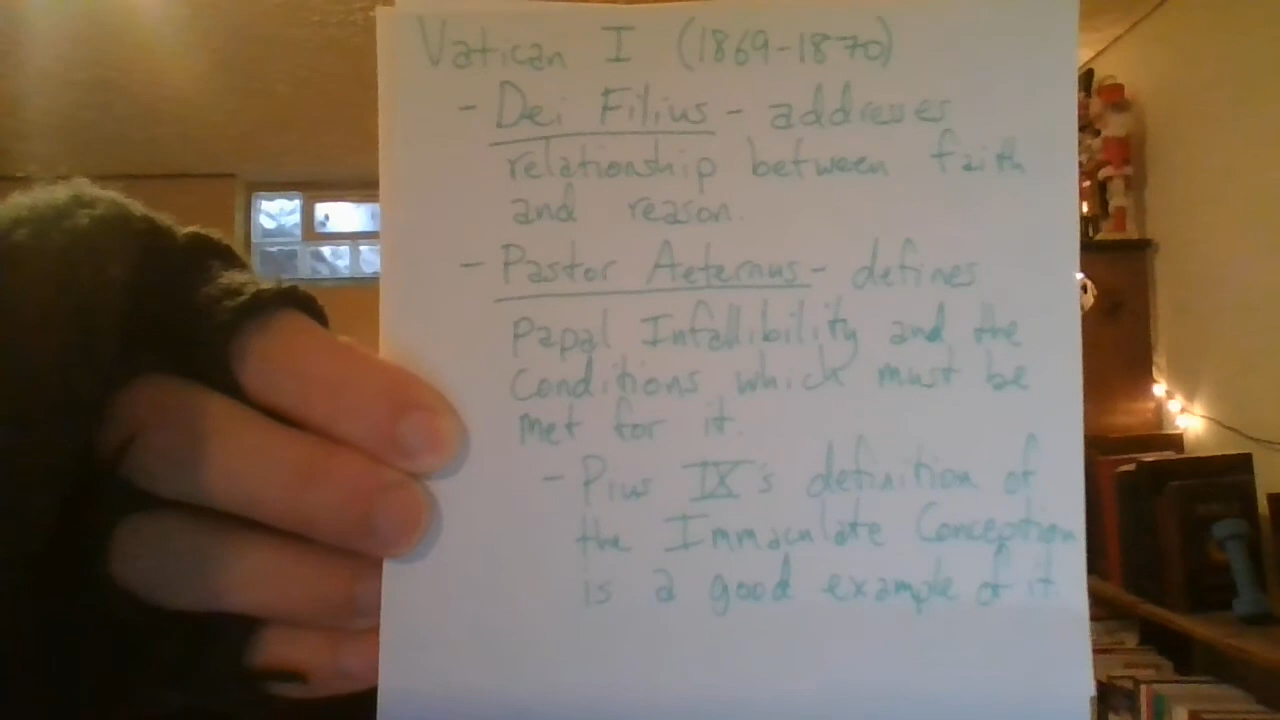 Vatican I (1869-1870)
- Dei Filius - addresses
relationship between faith
and reason.
- Pastor Aeternus - defines
Papal Infallibility and the
conditions which must be
met for it.
- Pius IX's definition of
the Immaculate Conception
is a good example of it.